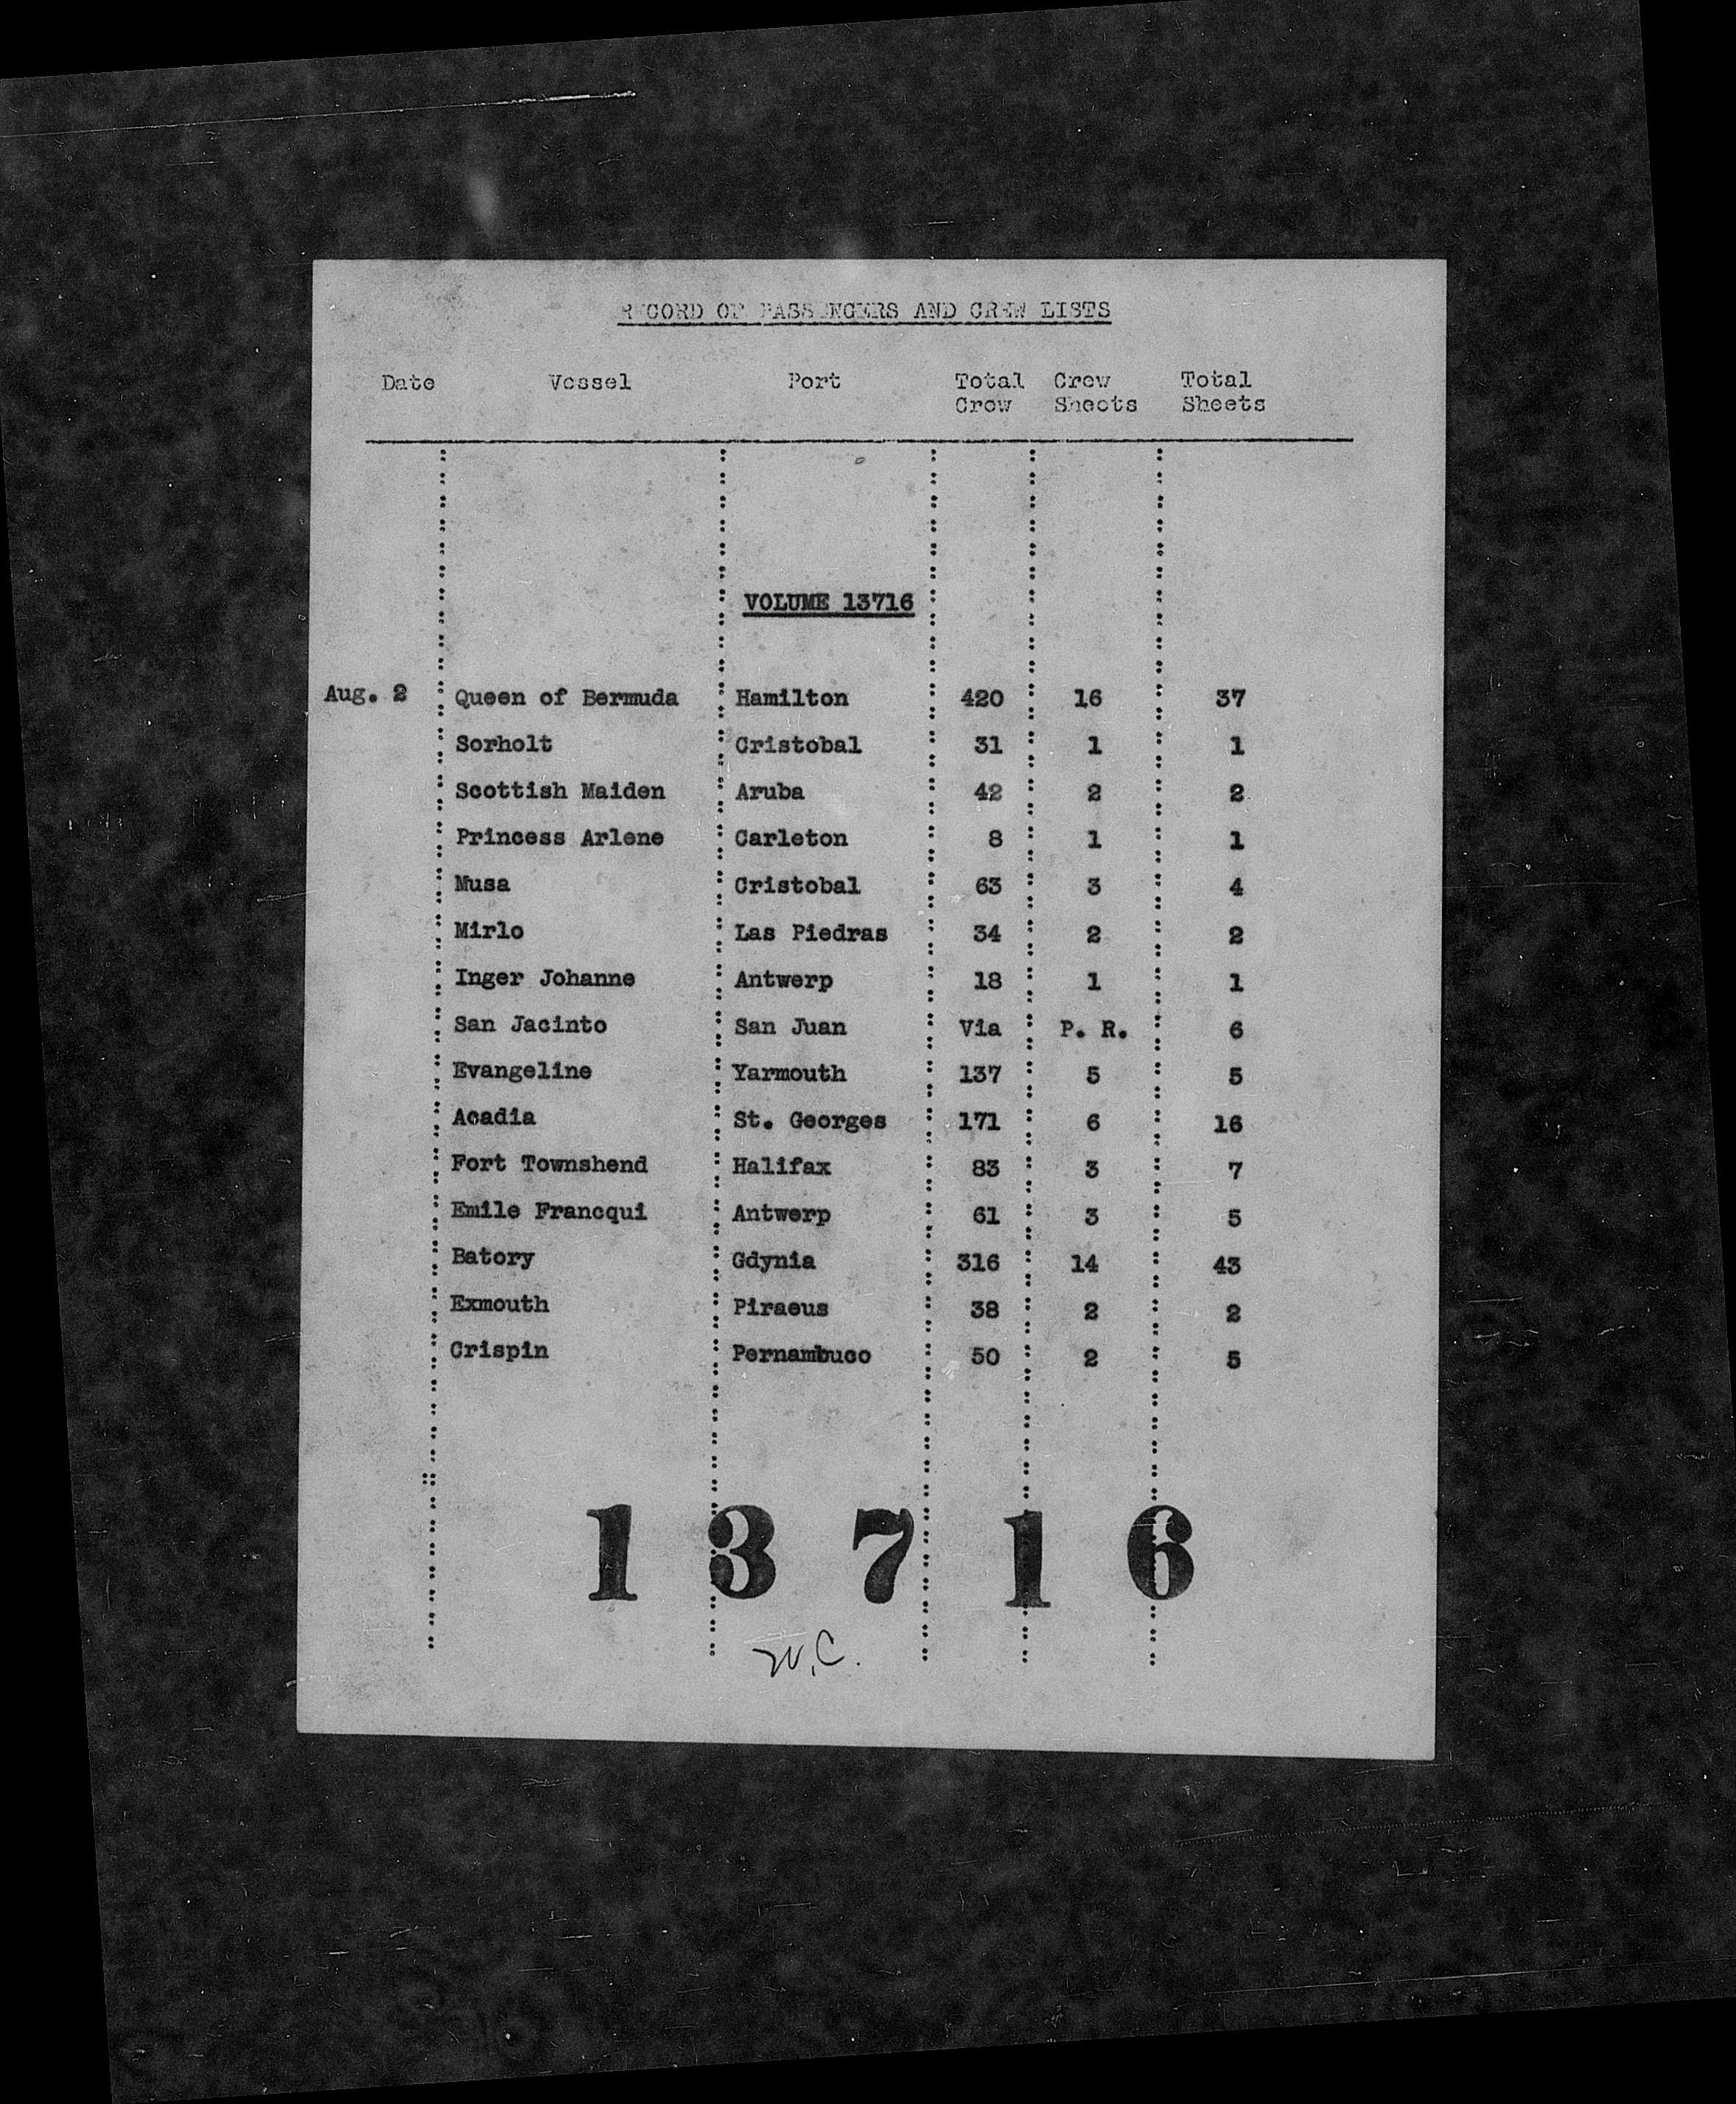 RECORD OF PASSENGERS AND CREW LISTS
Date Vessel Port Total Crew Crew Sheets Total Sheets
VOLUME 13716
Aug. 2 Queen of Bermuda Hamilton 420 16 37
Sorholt Cristobal 31 1 1
Scottish Maiden Aruba 42 2 2
Princess Arlene Carleton 8 1 1
Musa Cristobal 63 3 4
Mirlo Las Piedras 34 2 2
Inger Johanne Antwerp 18 1 1
San Jacinto San Juan Via P. R. 6
Evangeline Yarmouth 137 5 5
Acadia St. Georges 171 6 16
Fort Townshend Halifax 83 3 7
Emile Francqui Antwerp 61 3 5
Batory Gdynia 316 14 43
Exmouth Piraeus 38 2 2
Crispin Pernambuco 50 2 5
13716
W.C.